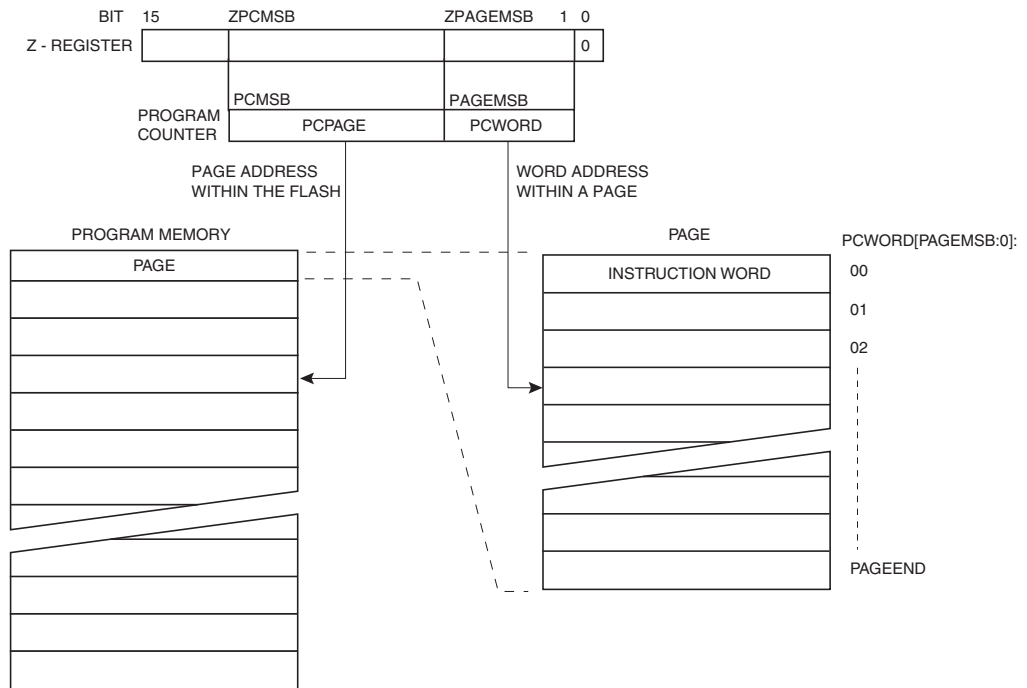 BIT 15 ZPCMSB ZPAGEMSB 1 0
Z - REGISTER 0
PCMSB PAGEMSB
PROGRAM
COUNTER
PCPAGE PCWORD
PAGE ADDRESS
WITHIN THE FLASH
WORD ADDRESS
WITHIN A PAGE
PROGRAM MEMORY
PAGE
PAGE
PCWORD[PAGEMSB:0]:
INSTRUCTION WORD
00
01
02
PAGEEND